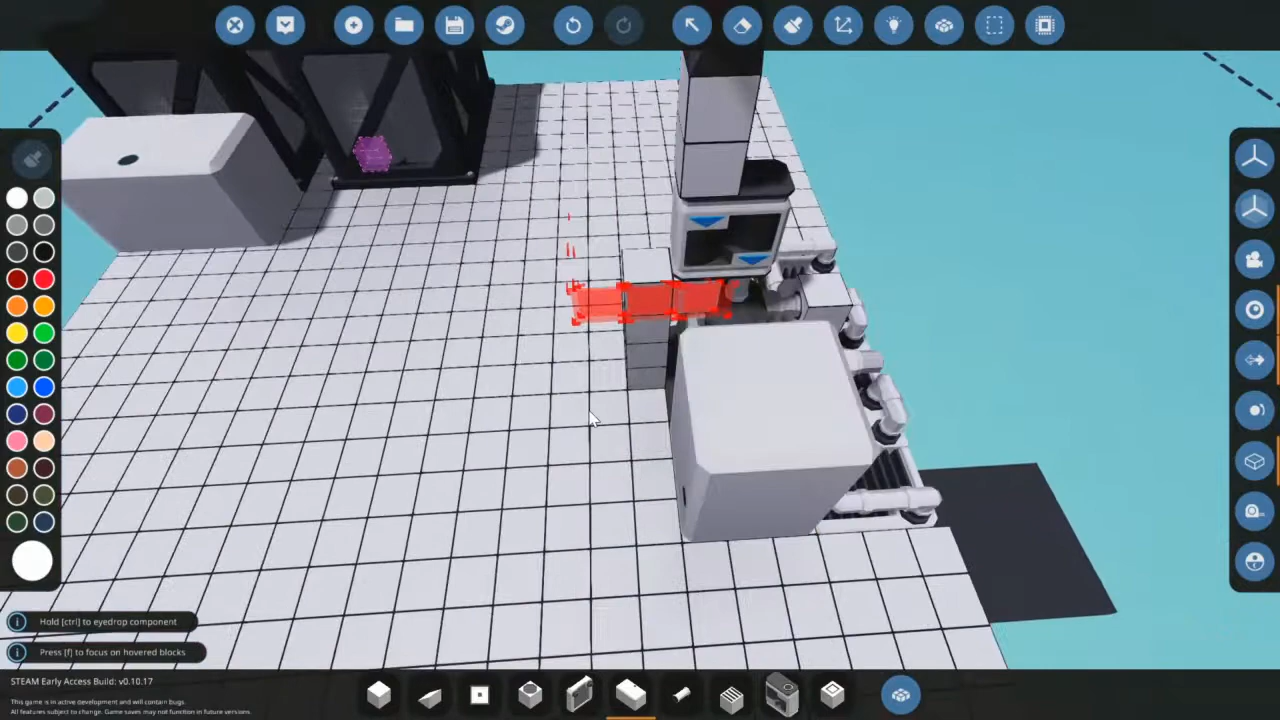 Hold [ctrl] to eyedrop component
Press [f] to focus on hovered blocks
STEAM Early Access Build: v0.10.17
This game is in active development and will contain bugs.
All features subject to change. Game saves may not function in future versions.